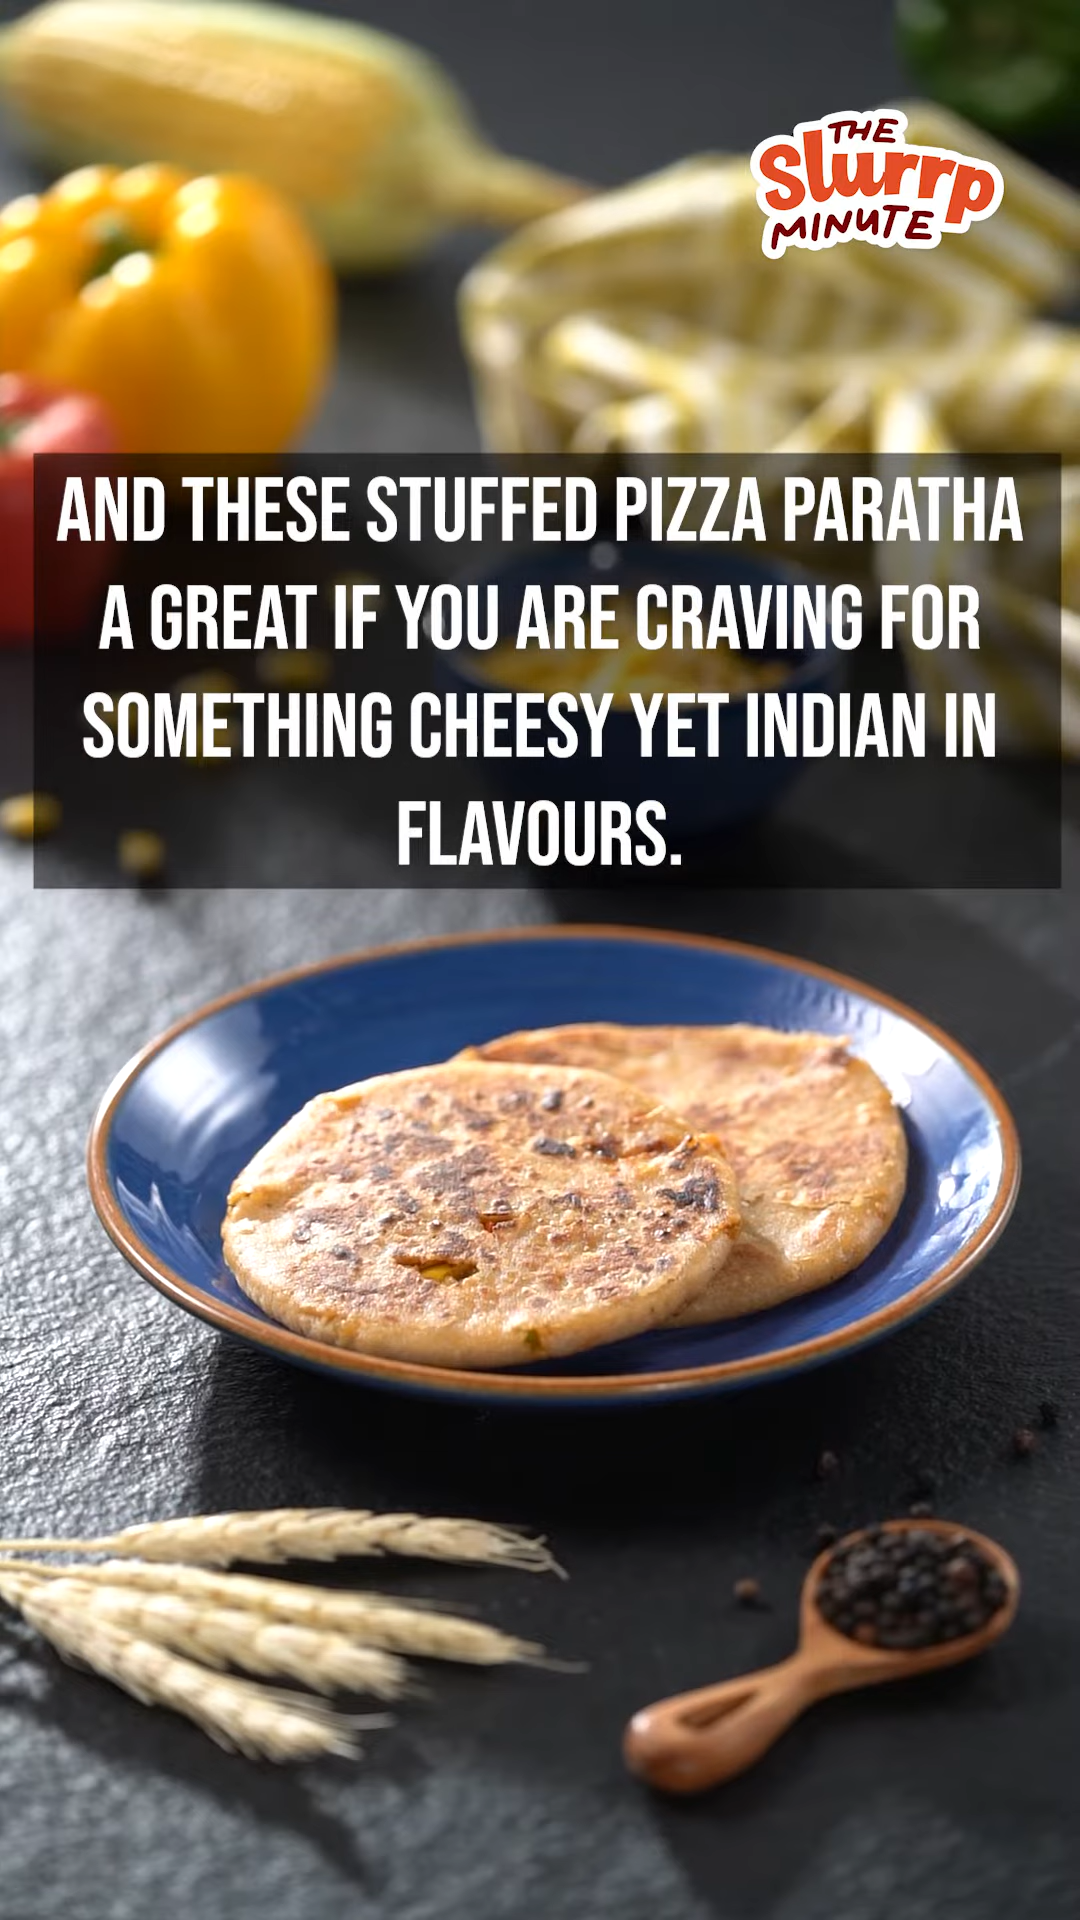 THE
Slurrp
MINUTE
AND THESE STUFFED PIZZA PARATHA
A GREAT IF YOU ARE CRAVING FOR
SOMETHING CHEESY YET INDIAN IN
FLAVOURS.